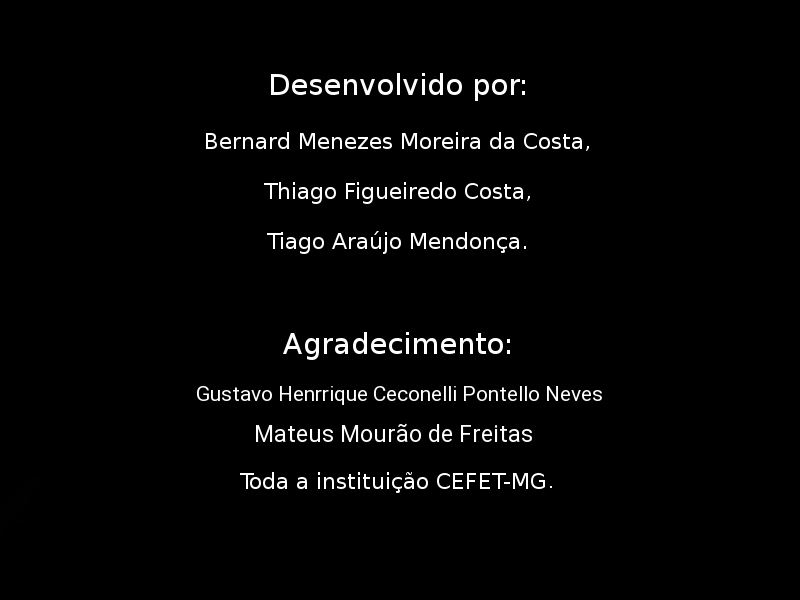 Desenvolvido por:
Bernard Menezes Moreira da Costa,
Thiago Figueiredo Costa,
Tiago Araújo Mendonça.
Agradecimento:
Gustavo Henrrique Ceconelli Pontello Neves
Mateus Mourão de Freitas
Toda a instituição CEFET-MG.